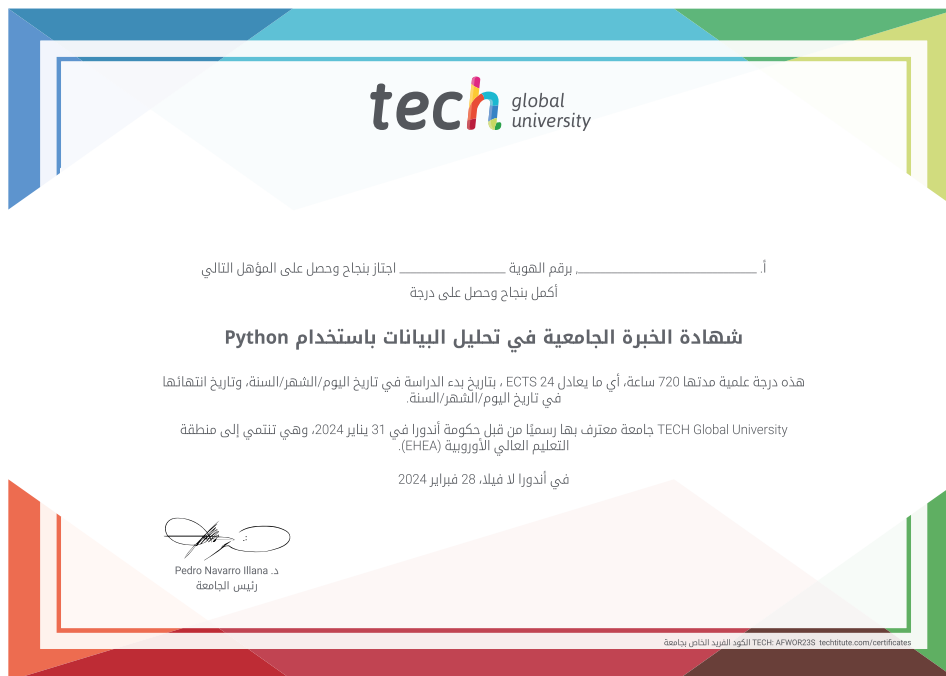 tech global
university
أ. ______________________, برقم الهوية ______________ اجتاز بنجاح وحصل على المؤهل التالي
أكمل بنجاح وحصل على درجة
شهادة الخبرة الجامعية في تحليل البيانات باستخدام Python
هذه درجة علمية مدتها 720 ساعة، أي ما يعادل 24 ECTS ، بتاريخ بدء الدراسة في تاريخ اليوم/الشهر/السنة، وتاريخ انتهائها
في تاريخ اليوم/الشهر/السنة.
TECH Global University جامعة معترف بها رسميًا من قبل حكومة أندورا في 31 يناير 2024، وهي تنتمي إلى منطقة
التعليم العالي الأوروبية (EHEA).
في أندورا لا فيلا، 28 فبراير 2024
د. Pedro Navarro Illana
رئيس الجامعة
الكود الفريد الخاص بجامعة TECH: AFWOR23S techtitute.com/certificates